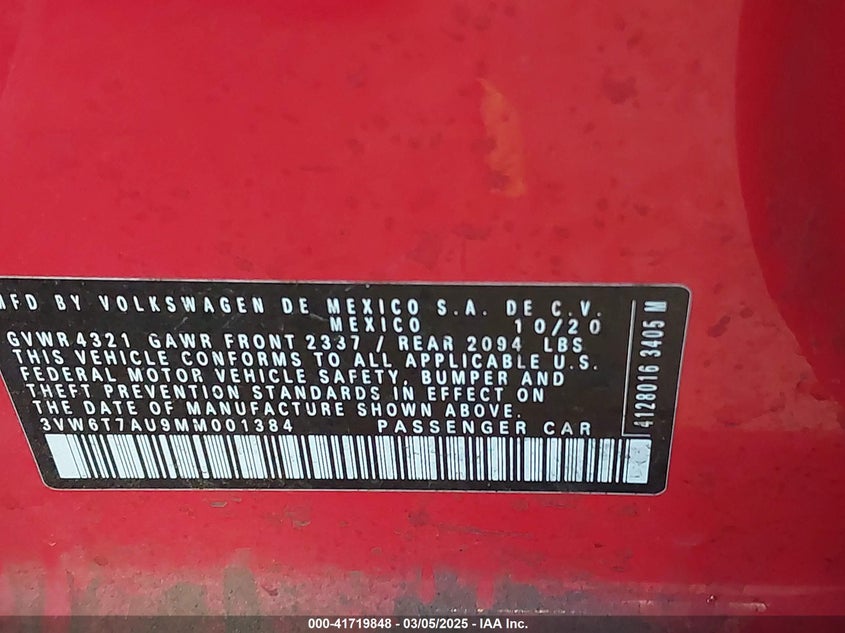 MFD BY VOLKSWAGEN DE MEXICO S.A. DE C.V.
MEXICO 10/20
GVWR 4321 GAWR FRONT 2337 / REAR 2094 LBS
THIS VEHICLE CONFORMS TO ALL APPLICABLE U.S.
FEDERAL MOTOR VEHICLE SAFETY, BUMPER AND
THEFT PREVENTION STANDARDS IN EFFECT ON
THE DATE OF MANUFACTURE SHOWN ABOVE.
3VW6T7AU9MM001384 PASSENGER CAR
4128016 3405 M
000-41719848 - 03/05/2025 - IAA Inc.